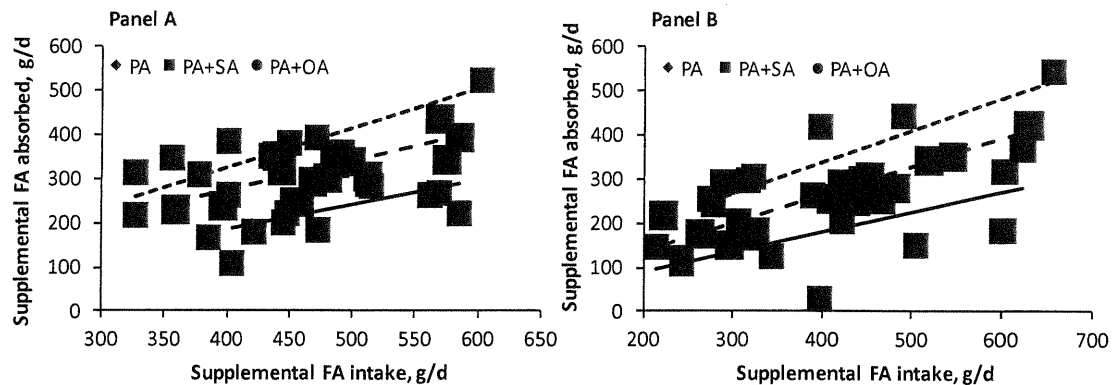 Panel A
Supplemental FA absorbed, g/d
600
500
400
300
200
100
0
PA PA+SA PA+OA
300 350 400 450 500 550 600 650
Supplemental FA intake, g/d
Panel B
Supplemental FA absorbed, g/d
600
500
400
300
200
100
0
PA PA+SA PA+OA
200 300 400 500 600 700
Supplemental FA intake, g/d